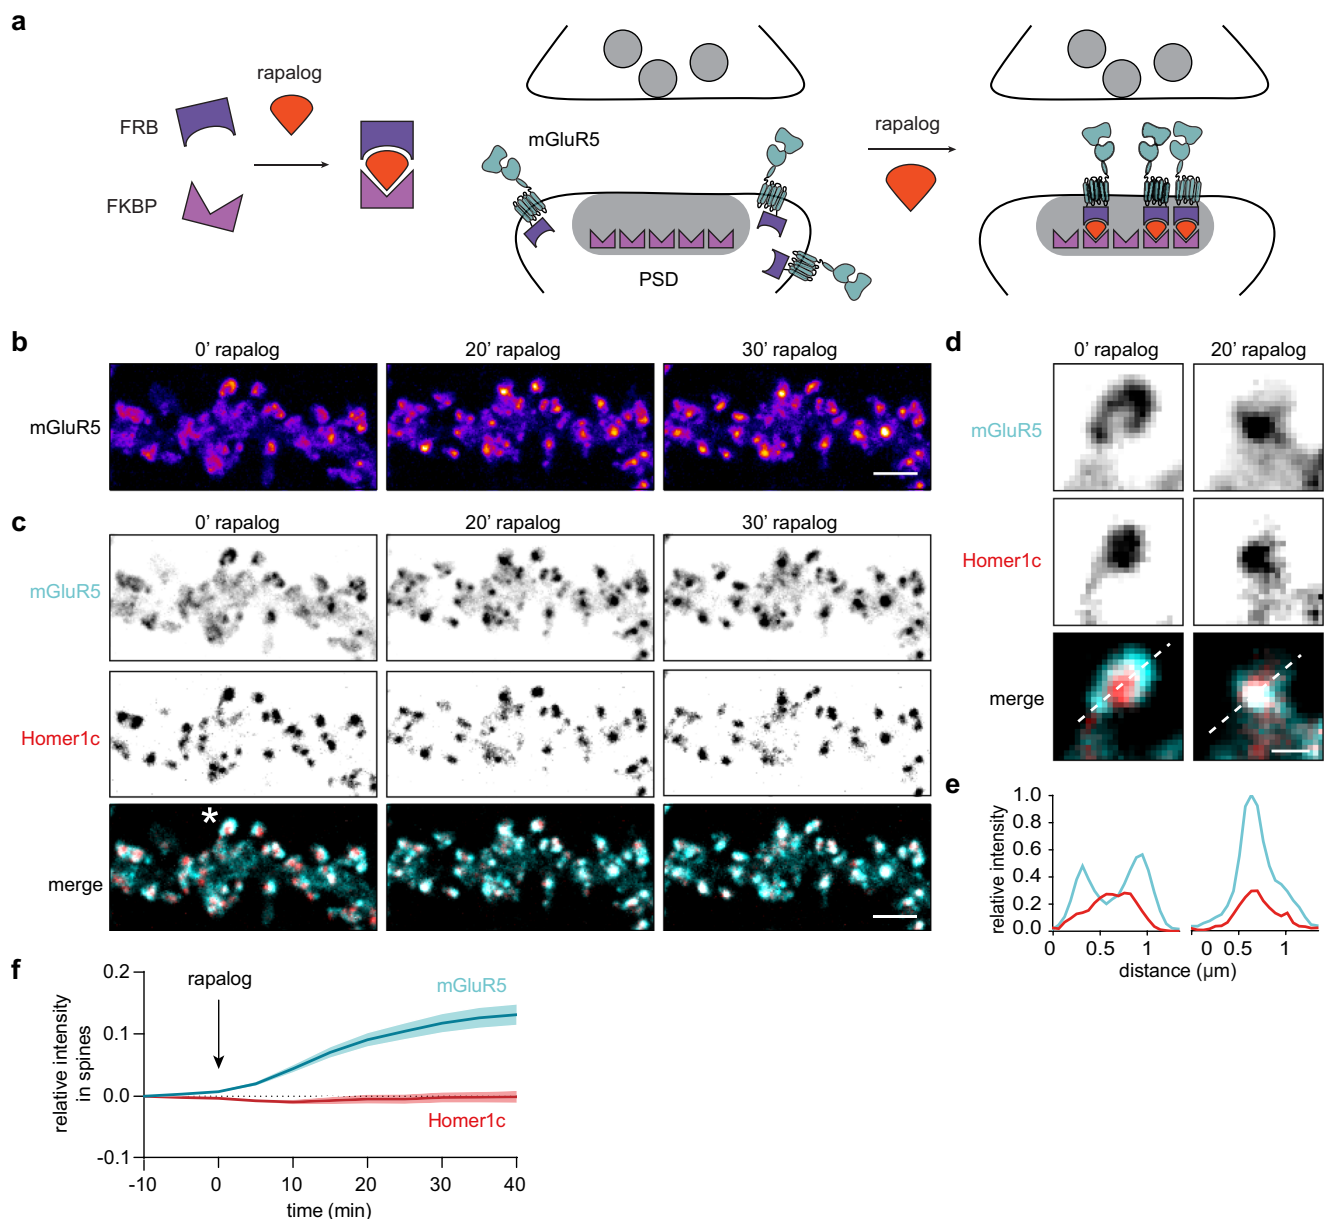 a
rapalog
FRB
FKBP
mGluR5
PSD
rapalog
b
0’ rapalog
20’ rapalog
30’ rapalog
mGluR5
c
0’ rapalog
20’ rapalog
30’ rapalog
mGluR5
Homer1c
merge
*
d
0’ rapalog
20’ rapalog
mGluR5
Homer1c
merge
e
relative intensity
1.0
0.8
0.6
0.4
0.2
0.0
0
0.5
1
0
0.5
1
distance (µm)
f
relative intensity
in spines
0.2
0.1
0.0
-0.1
rapalog
mGluR5
Homer1c
-10
0
10
20
30
40
time (min)